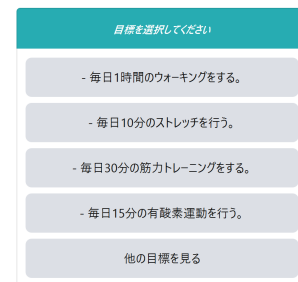 目標を選択してください
- 毎日1時間のウォーキングをする。
- 毎日10分のストレッチを行う。
- 毎日30分の筋力トレーニングをする。
- 毎日15分の有酸素運動を行う。
他の目標を見る